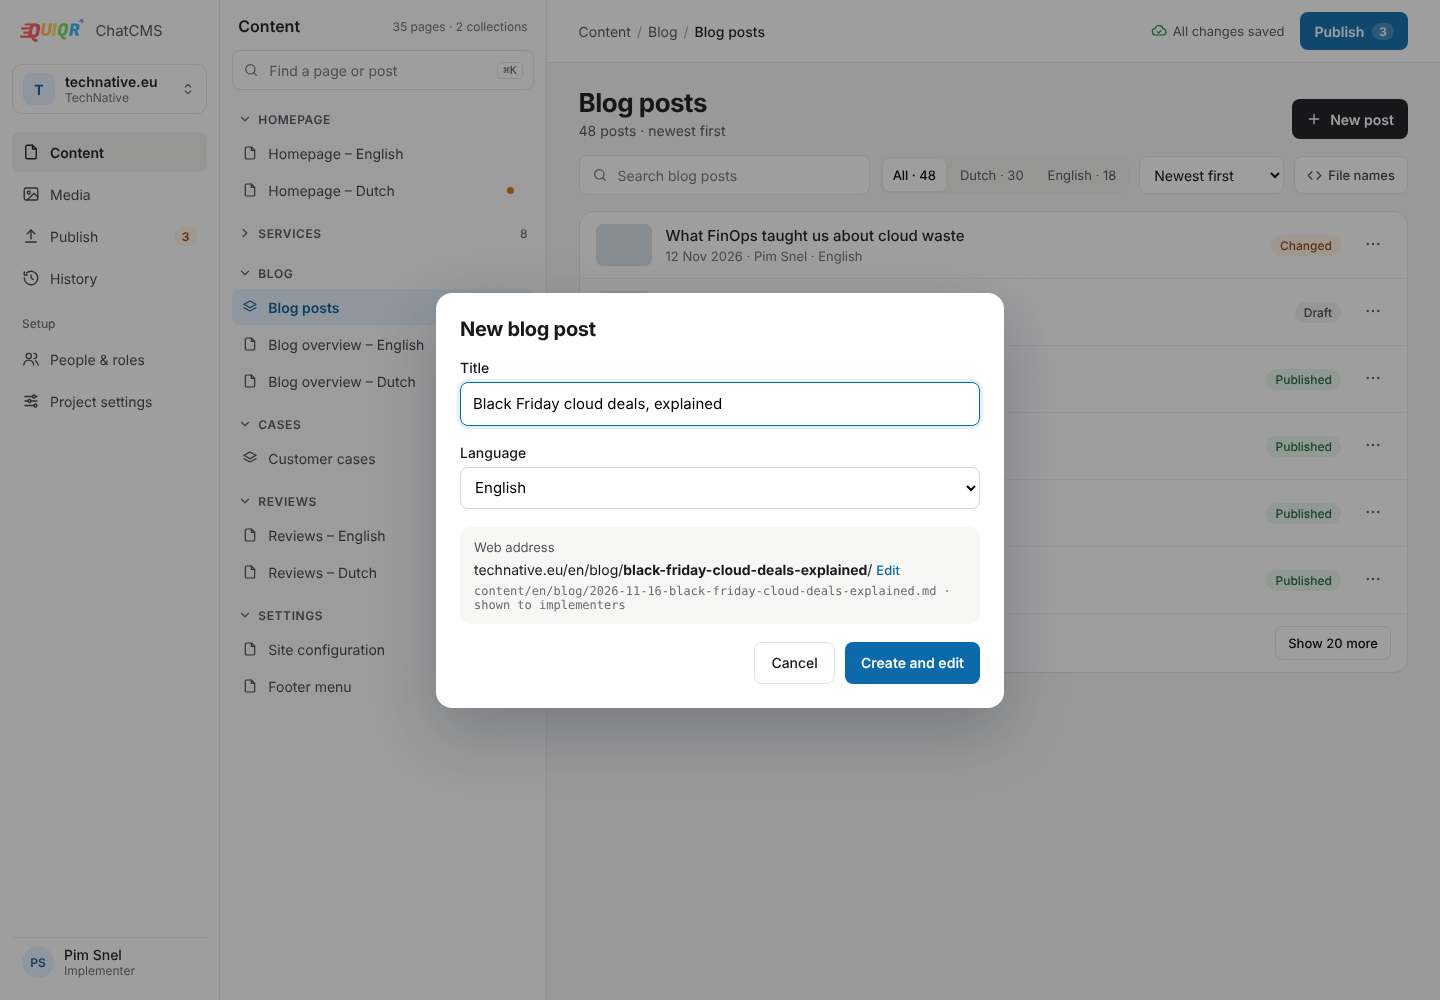 QUIQR ChatCMS
T
technative.eu
TechNative
Content
Media
Publish 3
History
Setup
People & roles
Project settings
PS
Pim Snel
Implementer
Content 35 pages · 2 collections
Find a page or post ⌘K
HOMEPAGE
Homepage – English
Homepage – Dutch
SERVICES 8
BLOG
Blog posts
Blog overview – English
Blog overview – Dutch
CASES
Customer cases
REVIEWS
Reviews – English
Reviews – Dutch
SETTINGS
Site configuration
Footer menu
Content / Blog / Blog posts
All changes saved
Publish 3
Blog posts
48 posts · newest first
New post
Search blog posts
All · 48 Dutch · 30 English · 18
Newest first
File names
What FinOps taught us about cloud waste
12 Nov 2026 · Pim Snel · English
Changed
Draft
Published
Published
Published
Published
Show 20 more
New blog post
Title
Black Friday cloud deals, explained
Language
English
Web address
technative.eu/en/blog/black-friday-cloud-deals-explained/ Edit
content/en/blog/2026-11-16-black-friday-cloud-deals-explained.md ·
shown to implementers
Cancel Create and edit